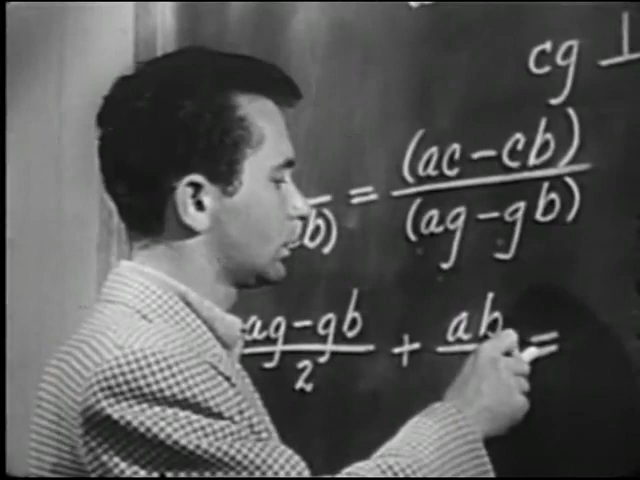 cg ⊥
b) = (ac-cb)
(ag-gb)
ag-gb + ab =
2